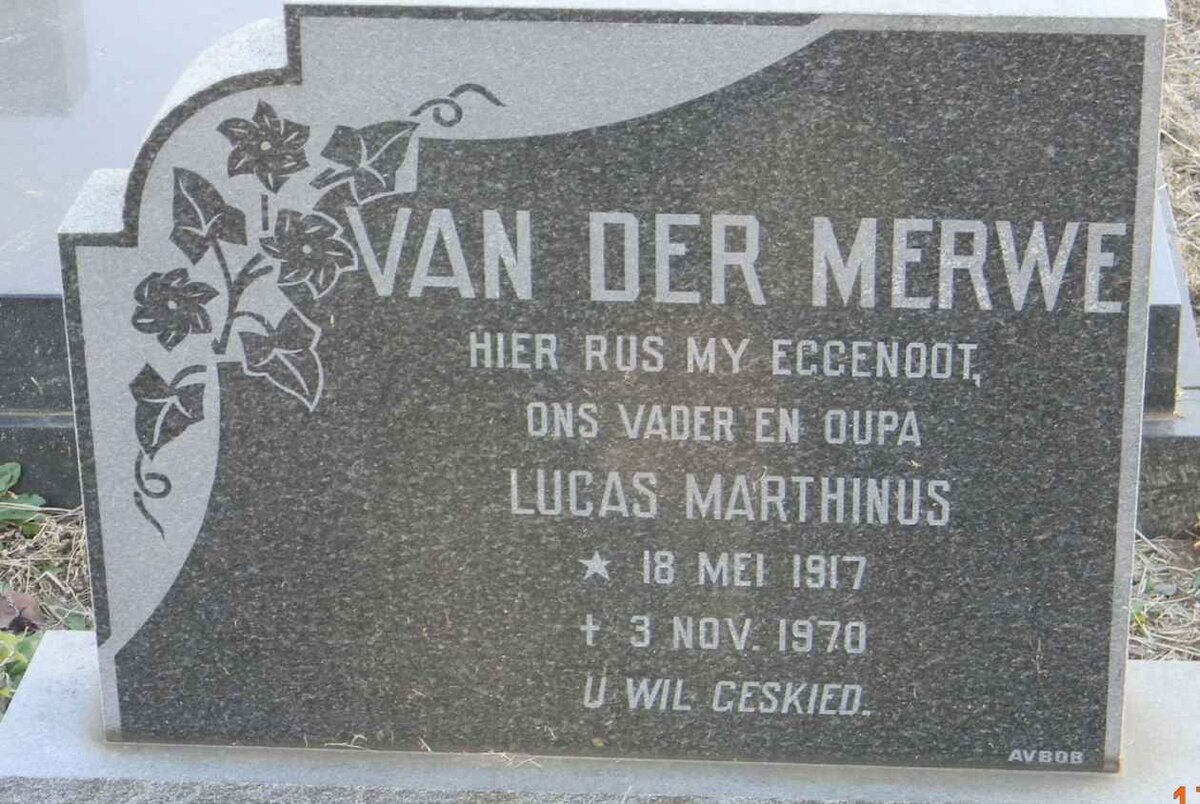 VAN DER MERWE
HIER RUS MY EGGENOOT,
ONS VADER EN OUPA
LUCAS MARTHINUS
★ 18 MEI 1917
✝ 3 NOV. 1970
U WIL GESKIED.
AVBOB